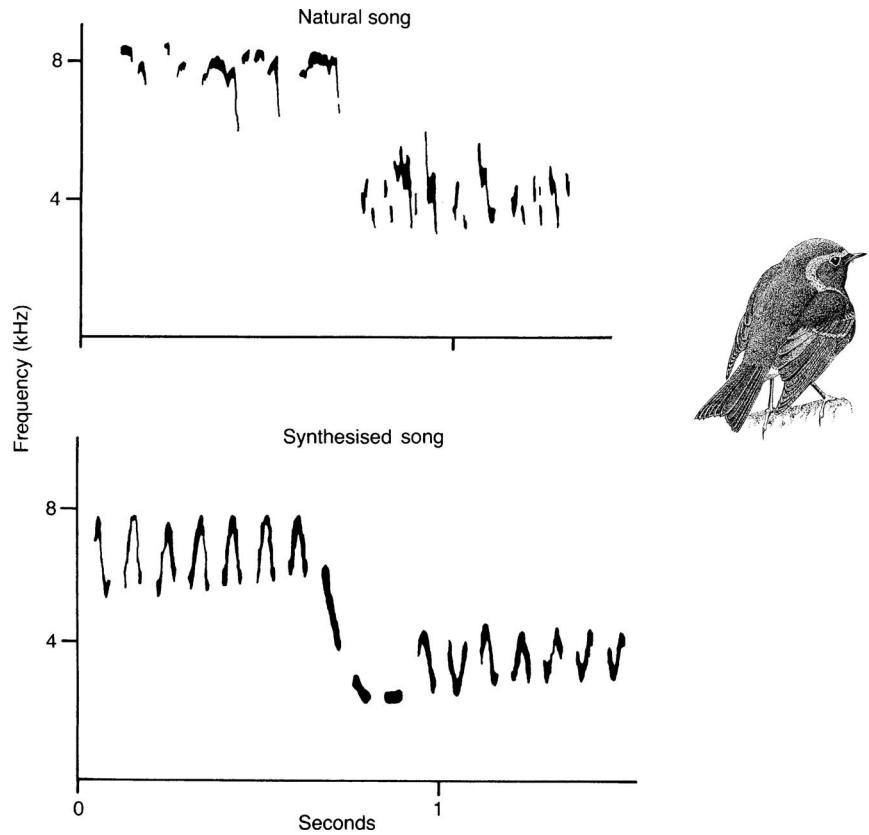 Natural song
8
4
Frequency (kHz)
Synthesised song
8
4
0
1
Seconds